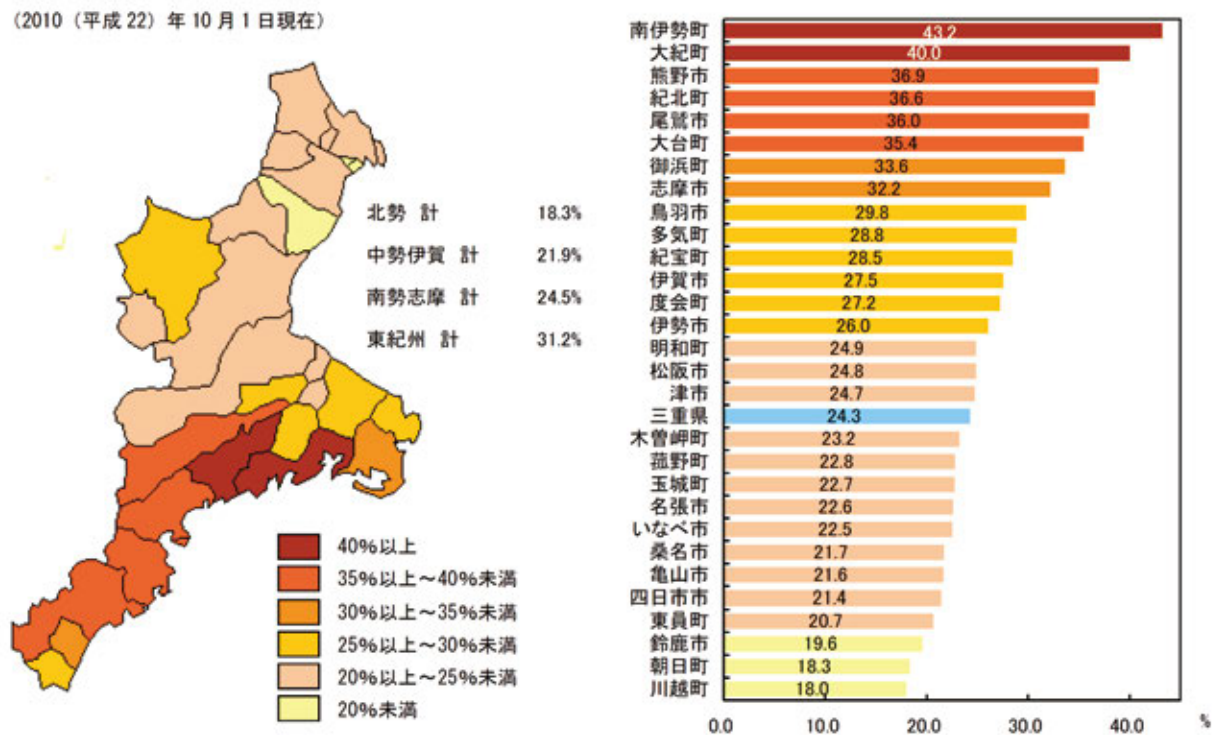 (2010(平成22)年10月1日現在)
北勢 計 18.3%
中勢伊賀 計 21.9%
南勢志摩 計 24.5%
東紀州 計 31.2%
40%以上
35%以上~40%未満
30%以上~35%未満
25%以上~30%未満
20%以上~25%未満
20%未満
南伊勢町 43.2
大紀町 40.0
熊野市 36.9
紀北町 36.6
尾鷲市 36.0
大台町 35.4
御浜町 33.6
志摩市 32.2
鳥羽市 29.8
多気町 28.8
紀宝町 28.5
伊賀市 27.5
度会町 27.2
伊勢市 26.0
明和町 24.9
松阪市 24.8
津市 24.7
三重県 24.3
木曽岬町 23.2
菰野町 22.8
玉城町 22.7
名張市 22.6
いなべ市 22.5
桑名市 21.7
亀山市 21.6
四日市市 21.4
東員町 20.7
鈴鹿市 19.6
朝日町 18.3
川越町 18.0
0.0 10.0 20.0 30.0 40.0 %